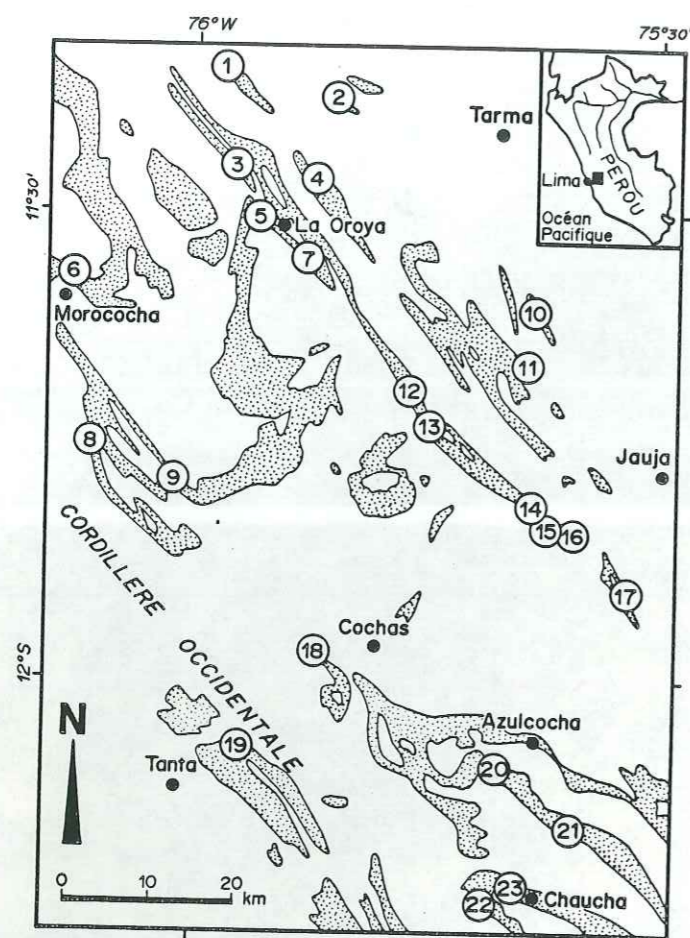 76°W
75°30'
1
2
Tarma
PEROU
Lima
Océan
Pacifique
11°30'
3
4
5
La Oroya
7
6
Morococha
10
11
12
13
8
9
Jauja
14
15
16
17
CORDILLERE OCCIDENTALE
12°S
Cochas
18
N
Azulcocha
19
Tanta
20
21
0 10 20
km
23
Chaucha
22